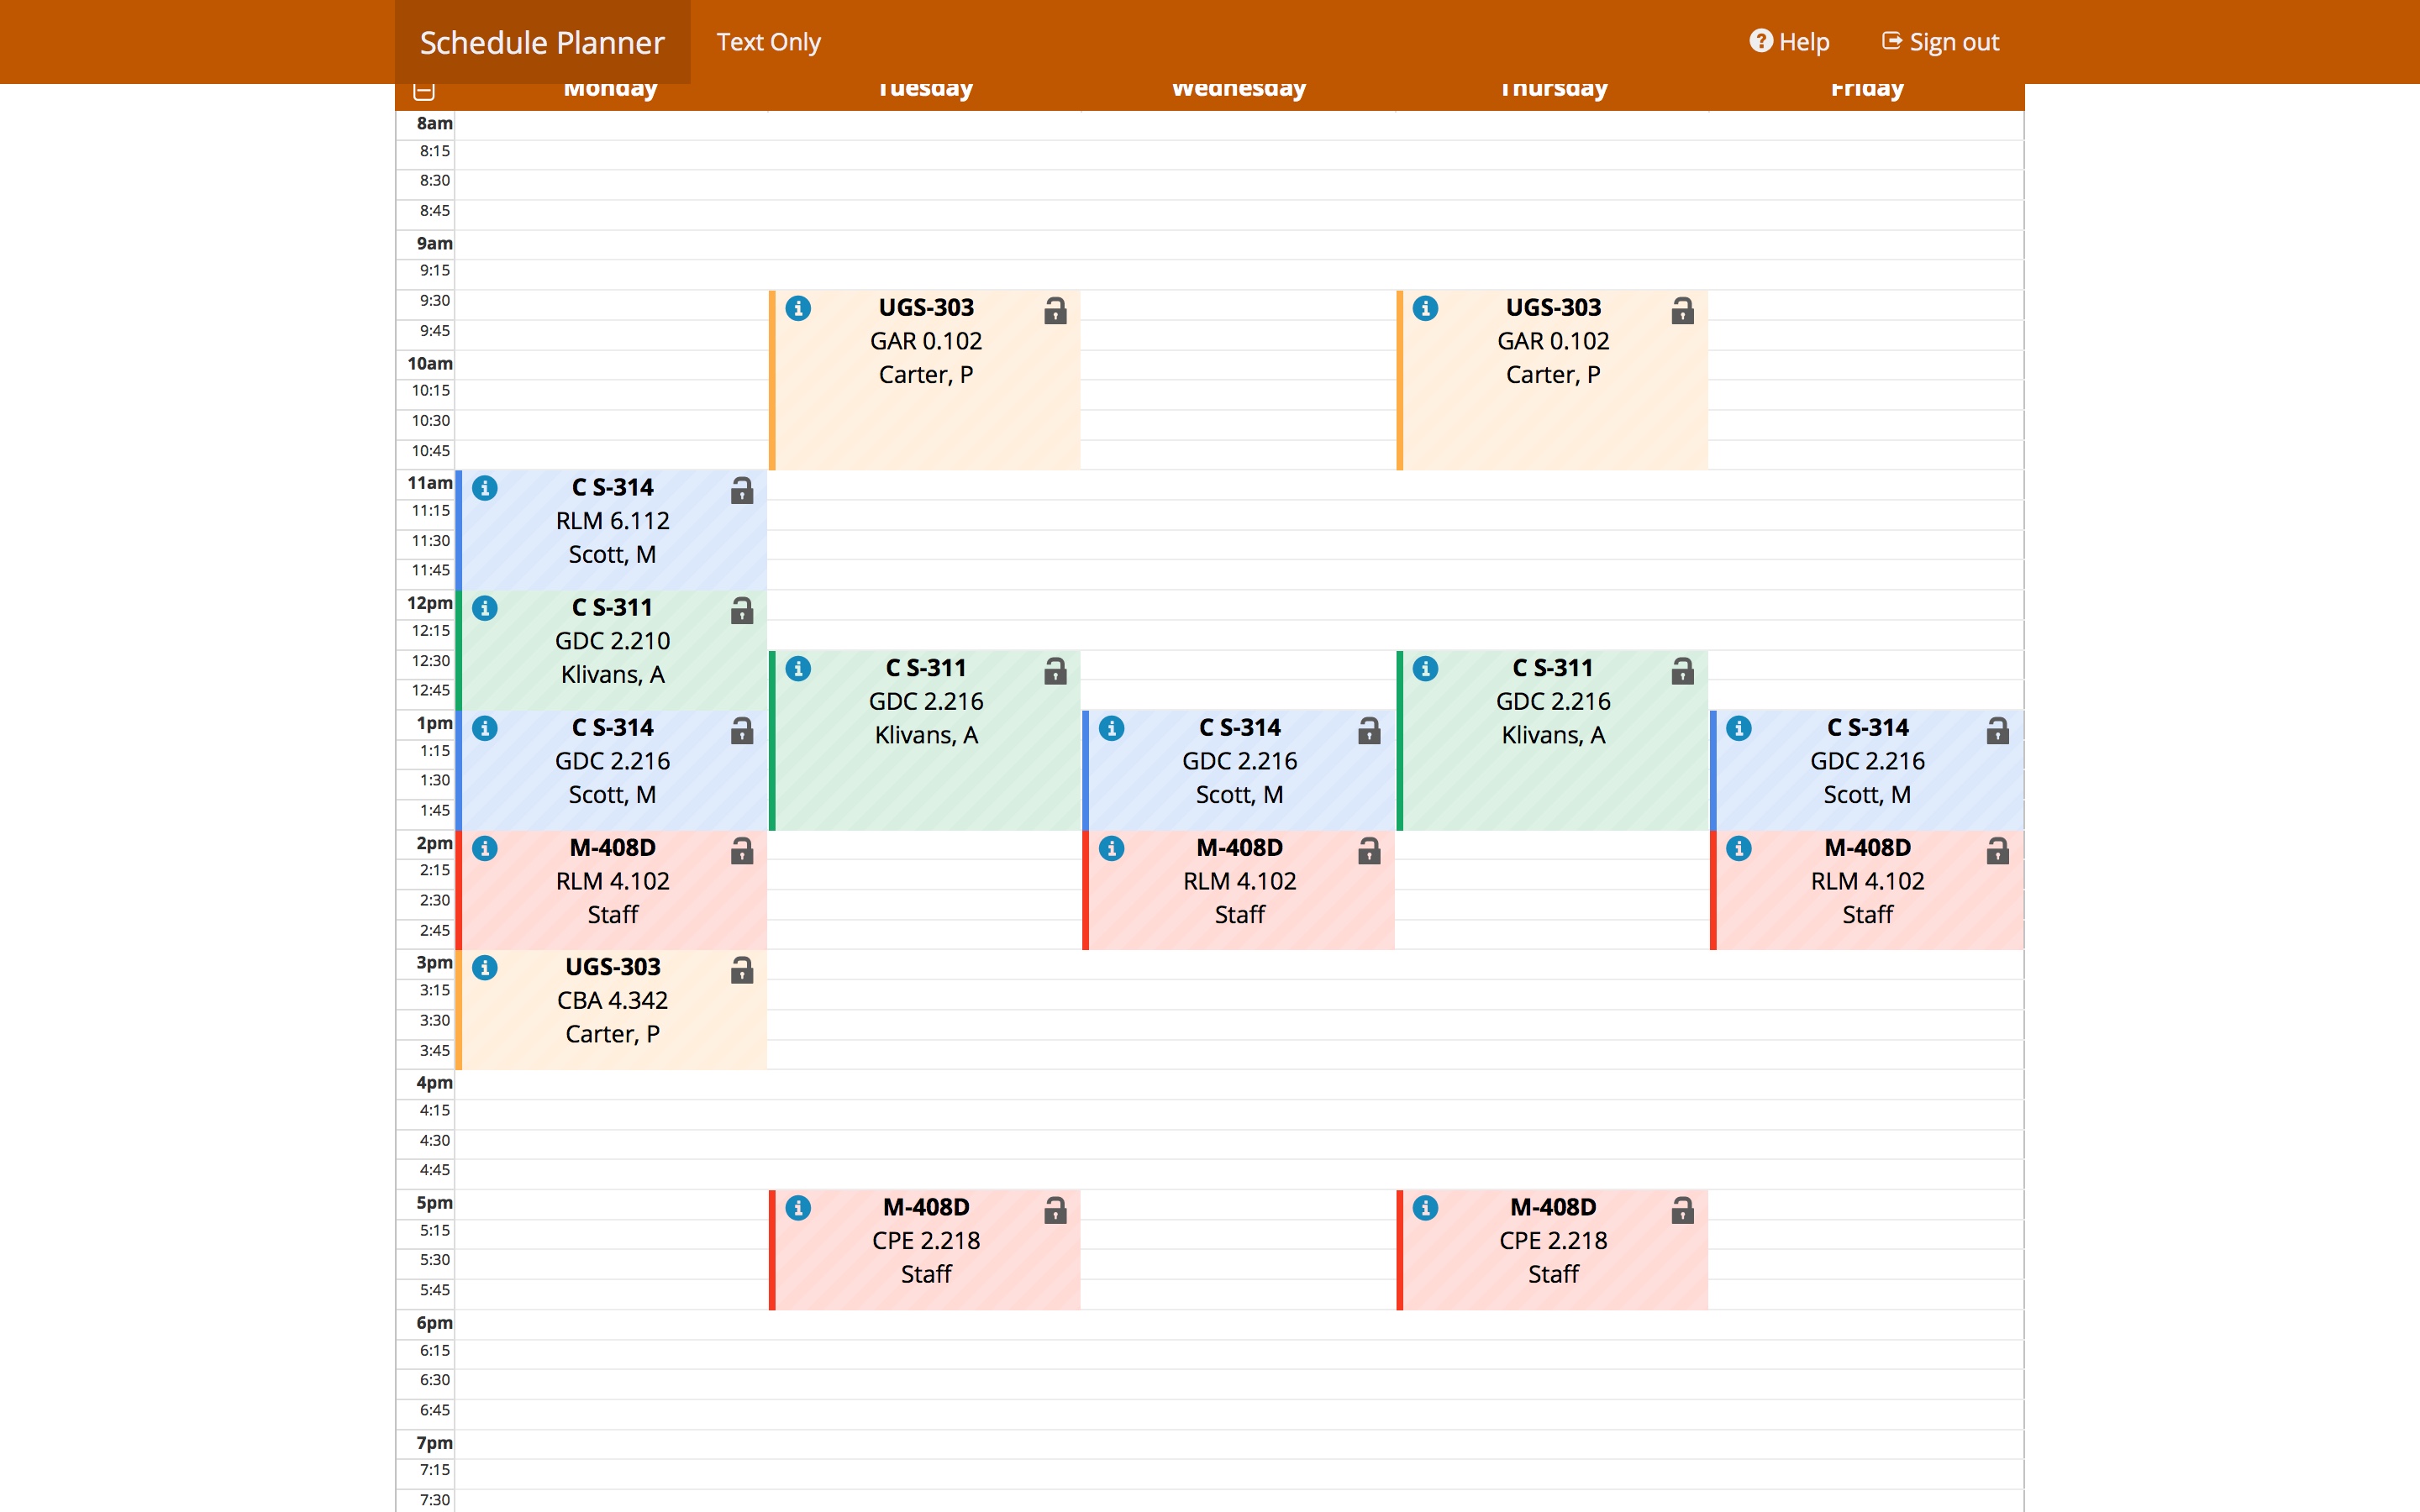 Schedule Planner
Text Only
Help
Sign out
Monday
Tuesday
Wednesday
Thursday
Friday
8am
8:15
8:30
8:45
9am
9:15
9:30
9:45
10am
10:15
10:30
10:45
11am
11:15
11:30
11:45
12pm
12:15
12:30
12:45
1pm
1:15
1:30
1:45
2pm
2:15
2:30
2:45
3pm
3:15
3:30
3:45
4pm
4:15
4:30
4:45
5pm
5:15
5:30
5:45
6pm
6:15
6:30
6:45
7pm
7:15
7:30
C S-314
RLM 6.112
Scott, M
C S-311
GDC 2.210
Klivans, A
C S-314
GDC 2.216
Scott, M
M-408D
RLM 4.102
Staff
UGS-303
CBA 4.342
Carter, P
UGS-303
GAR 0.102
Carter, P
C S-311
GDC 2.216
Klivans, A
M-408D
CPE 2.218
Staff
C S-314
GDC 2.216
Scott, M
M-408D
RLM 4.102
Staff
UGS-303
GAR 0.102
Carter, P
C S-311
GDC 2.216
Klivans, A
M-408D
CPE 2.218
Staff
C S-314
GDC 2.216
Scott, M
M-408D
RLM 4.102
Staff